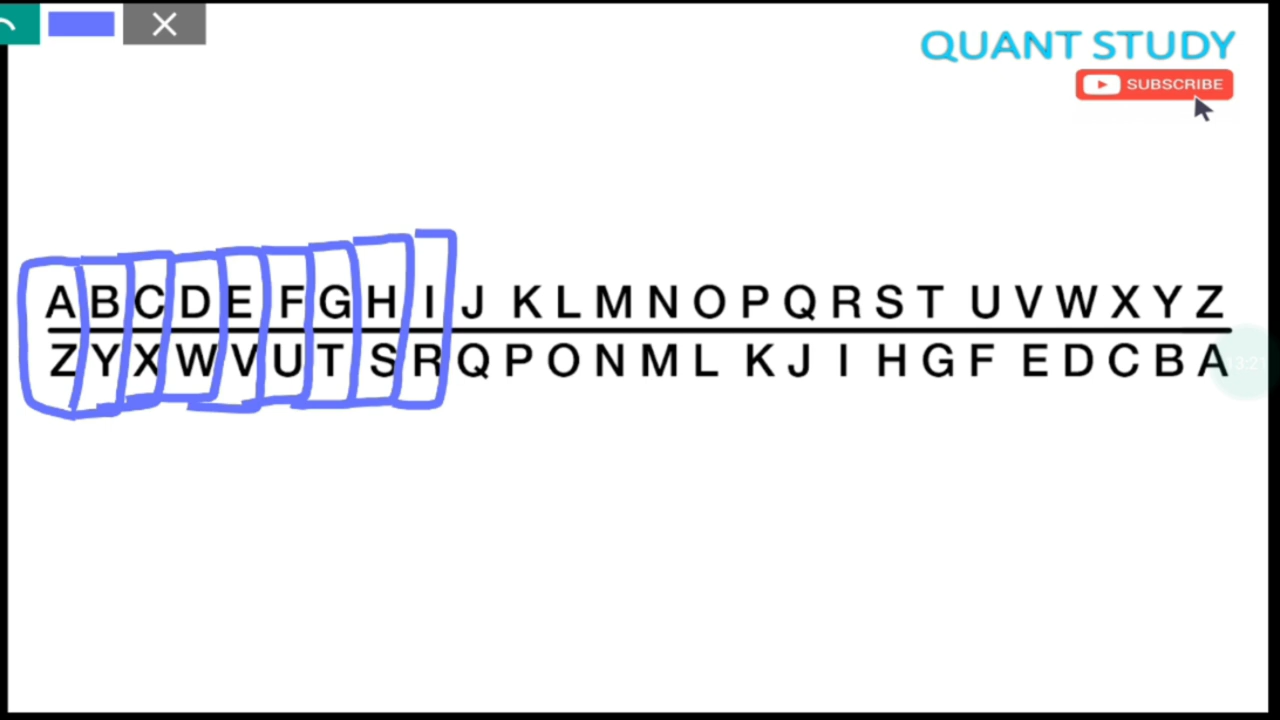 QUANT STUDY
SUBSCRIBE
A B C D E F G H I J K L M N O P Q R S T U V W X Y Z
Z Y X W V U T S R Q P O N M L K J I H G F E D C B A